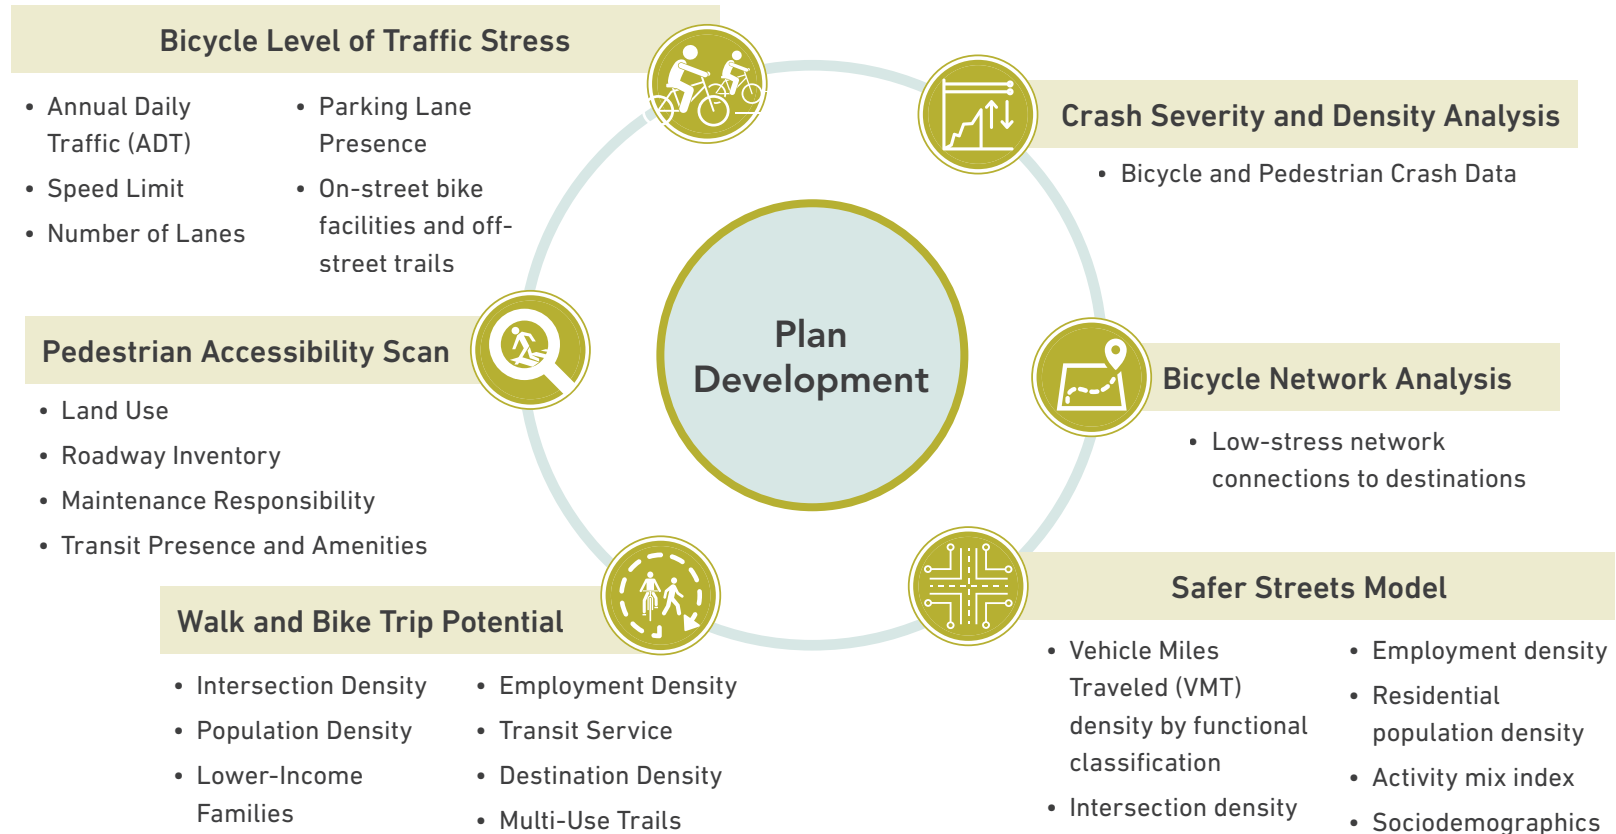 Bicycle Level of Traffic Stress
• Annual Daily
Traffic (ADT)
• Speed Limit
• Number of Lanes
• Parking Lane
Presence
• On-street bike
facilities and off-
street trails
Crash Severity and Density Analysis
• Bicycle and Pedestrian Crash Data
Pedestrian Accessibility Scan
• Land Use
• Roadway Inventory
• Maintenance Responsibility
• Transit Presence and Amenities
Plan
Development
Bicycle Network Analysis
• Low-stress network
connections to destinations
Walk and Bike Trip Potential
• Intersection Density
• Population Density
• Lower-Income
Families
• Employment Density
• Transit Service
• Destination Density
• Multi-Use Trails
Safer Streets Model
• Vehicle Miles
Traveled (VMT)
density by functional
classification
• Intersection density
• Employment density
• Residential
population density
• Activity mix index
• Sociodemographics